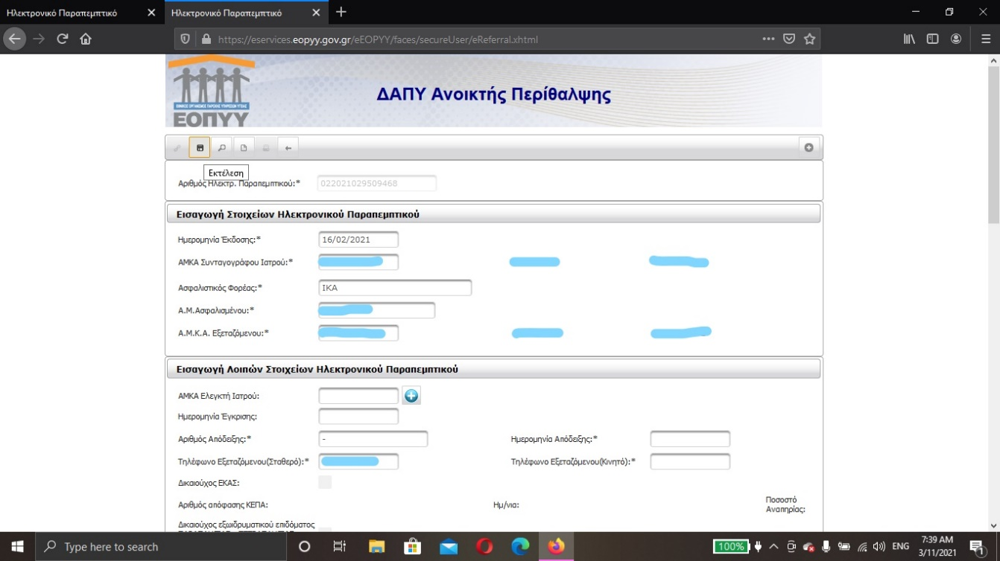 Ηλεκτρονικό Παραπεμπτικό
Ηλεκτρονικό Παραπεμπτικό
https://eservices.eopyy.gov.gr/eEOPYY/faces/secureUser/eReferral.xhtml
ΕΟΠΥΥ
ΔΑΠΥ Ανοικτής Περίθαλψης
Εκτέλεση
Αριθμός Ηλεκτρ. Παραπεμπτικού:* 022021029509468
Εισαγωγή Στοιχείων Ηλεκτρονικού Παραπεμπτικού
Ημερομηνία Έκδοσης:* 16/02/2021
ΑΜΚΑ Συνταγογράφου Ιατρού:*
Ασφαλιστικός Φορέας:* ΙΚΑ
Α.Μ.Ασφαλισμένου:*
Α.Μ.Κ.Α. Εξεταζόμενου:*
Εισαγωγή Λοιπών Στοιχείων Ηλεκτρονικού Παραπεμπτικού
ΑΜΚΑ Ελεγκτή Ιατρού:
Ημερομηνία Έγκρισης:
Αριθμός Απόδειξης:* - Ημερομηνία Απόδειξης:*
Τηλέφωνο Εξεταζόμενου(Σταθερό):* Τηλέφωνο Εξεταζόμενου(Κινητό):*
Δικαιούχος ΕΚΑΣ:
Αριθμός απόφασης ΚΕΠΑ: Ημ/νια: Ποσοστό
Αναπηρίας:
Δικαιούχος εξωιδρυματικού επιδόματος
Type here to search
100%
ENG
7:39 AM
3/11/2021
1